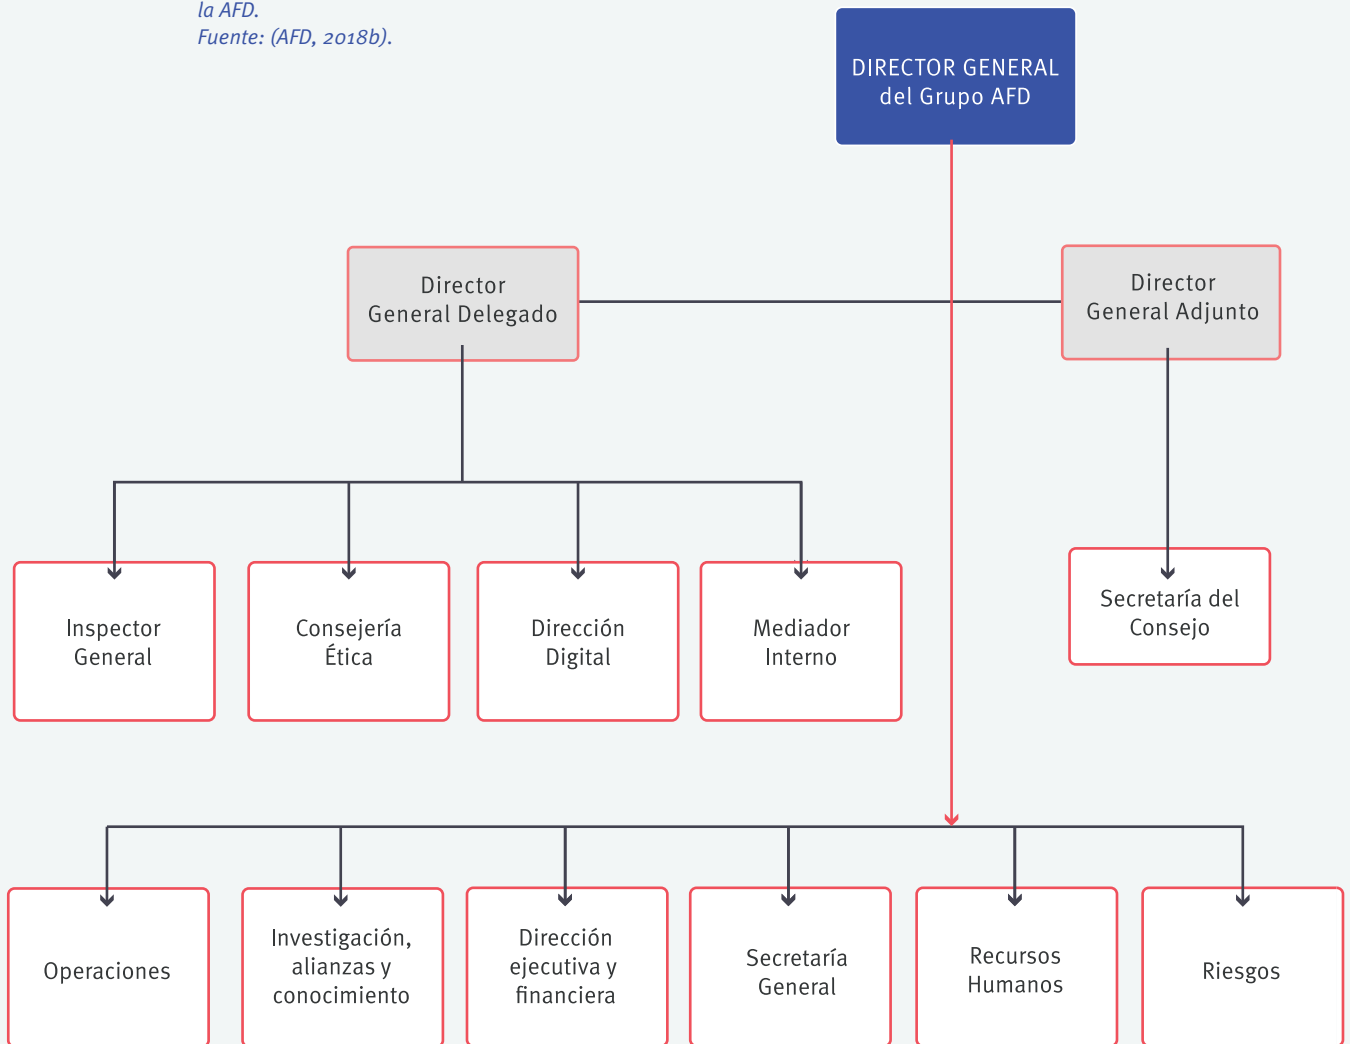 la AFD.
Fuente: (AFD, 2018b).
DIRECTOR GENERAL
del Grupo AFD
Director
General Delegado
Director
General Adjunto
Inspector
General
Consejería
Ética
Dirección
Digital
Mediador
Interno
Secretaría del
Consejo
Operaciones
Investigación,
alianzas y
conocimiento
Dirección
ejecutiva y
financiera
Secretaría
General
Recursos
Humanos
Riesgos